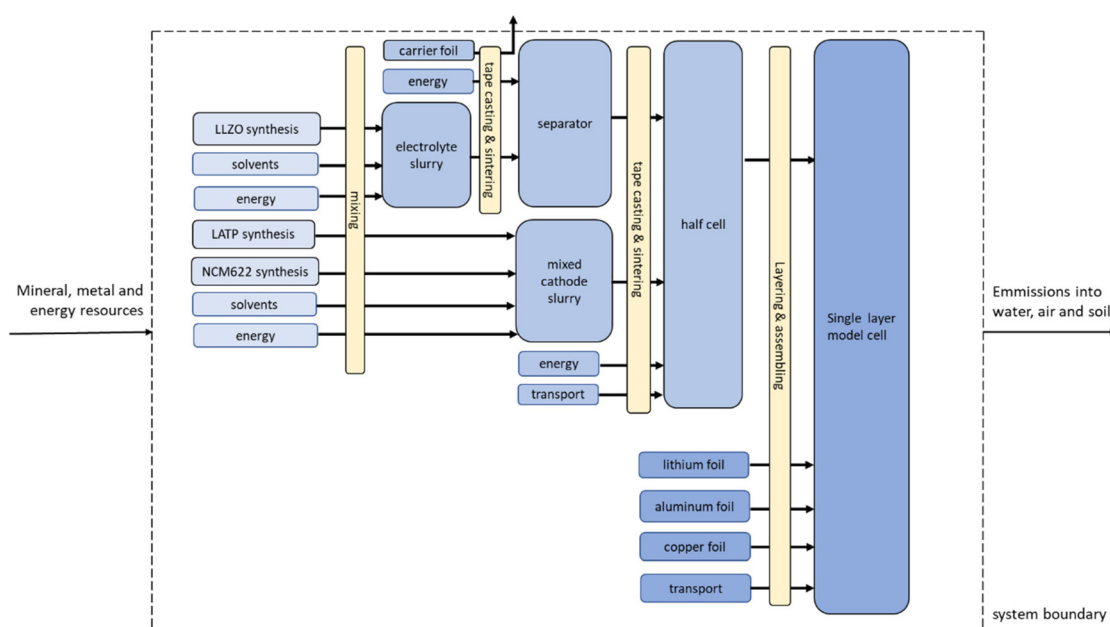 carrier foil
energy
tape casting & sintering
separator
LLZO synthesis
solvents
energy
mixing
electrolyte
slurry
LATP synthesis
NCM622 synthesis
solvents
energy
mixed
cathode
slurry
energy
transport
tape casting & sintering
half cell
Layering & assembling
Single layer
model cell
lithium foil
aluminum foil
copper foil
transport
Mineral, metal and
energy resources
Emmissions into
water, air and soil
system boundary